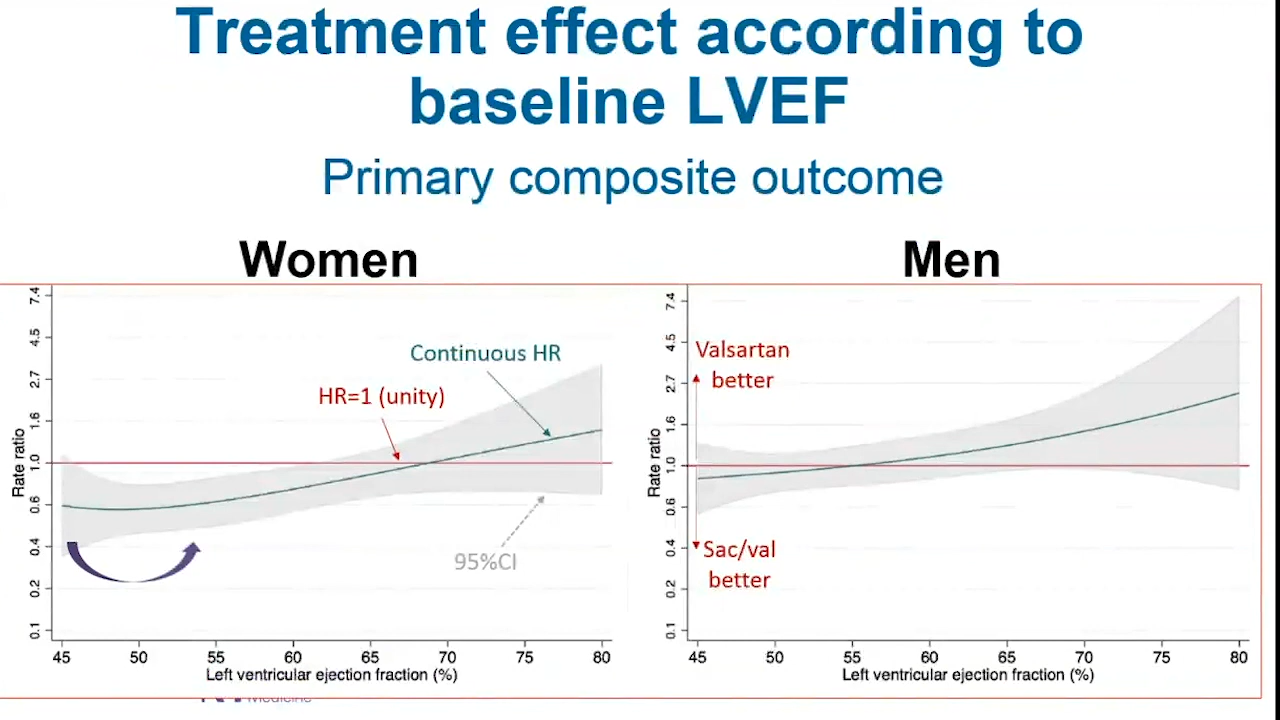 Treatment effect according to
baseline LVEF
Primary composite outcome
Women
Men
7.4
4.5
2.7
1.6
1.0
0.6
0.4
0.2
0.1
Rate ratio
Continuous HR
HR=1 (unity)
95%CI
45 50 55 60 65 70 75 80
Left ventricular ejection fraction (%)
7.4
4.5
2.7
1.6
1.0
0.6
0.4
0.2
0.1
Rate ratio
Valsartan
better
Sac/val
better
45 50 55 60 65 70 75 80
Left ventricular ejection fraction (%)
Medicine